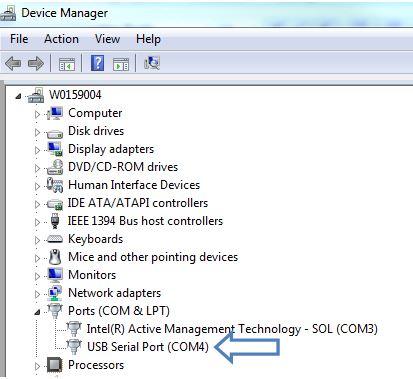 Device Manager
File Action View Help
W0159004
Computer
Disk drives
Display adapters
DVD/CD-ROM drives
Human Interface Devices
IDE ATA/ATAPI controllers
IEEE 1394 Bus host controllers
Keyboards
Mice and other pointing devices
Monitors
Network adapters
Ports (COM & LPT)
Intel(R) Active Management Technology - SOL (COM3)
USB Serial Port (COM4)
Processors